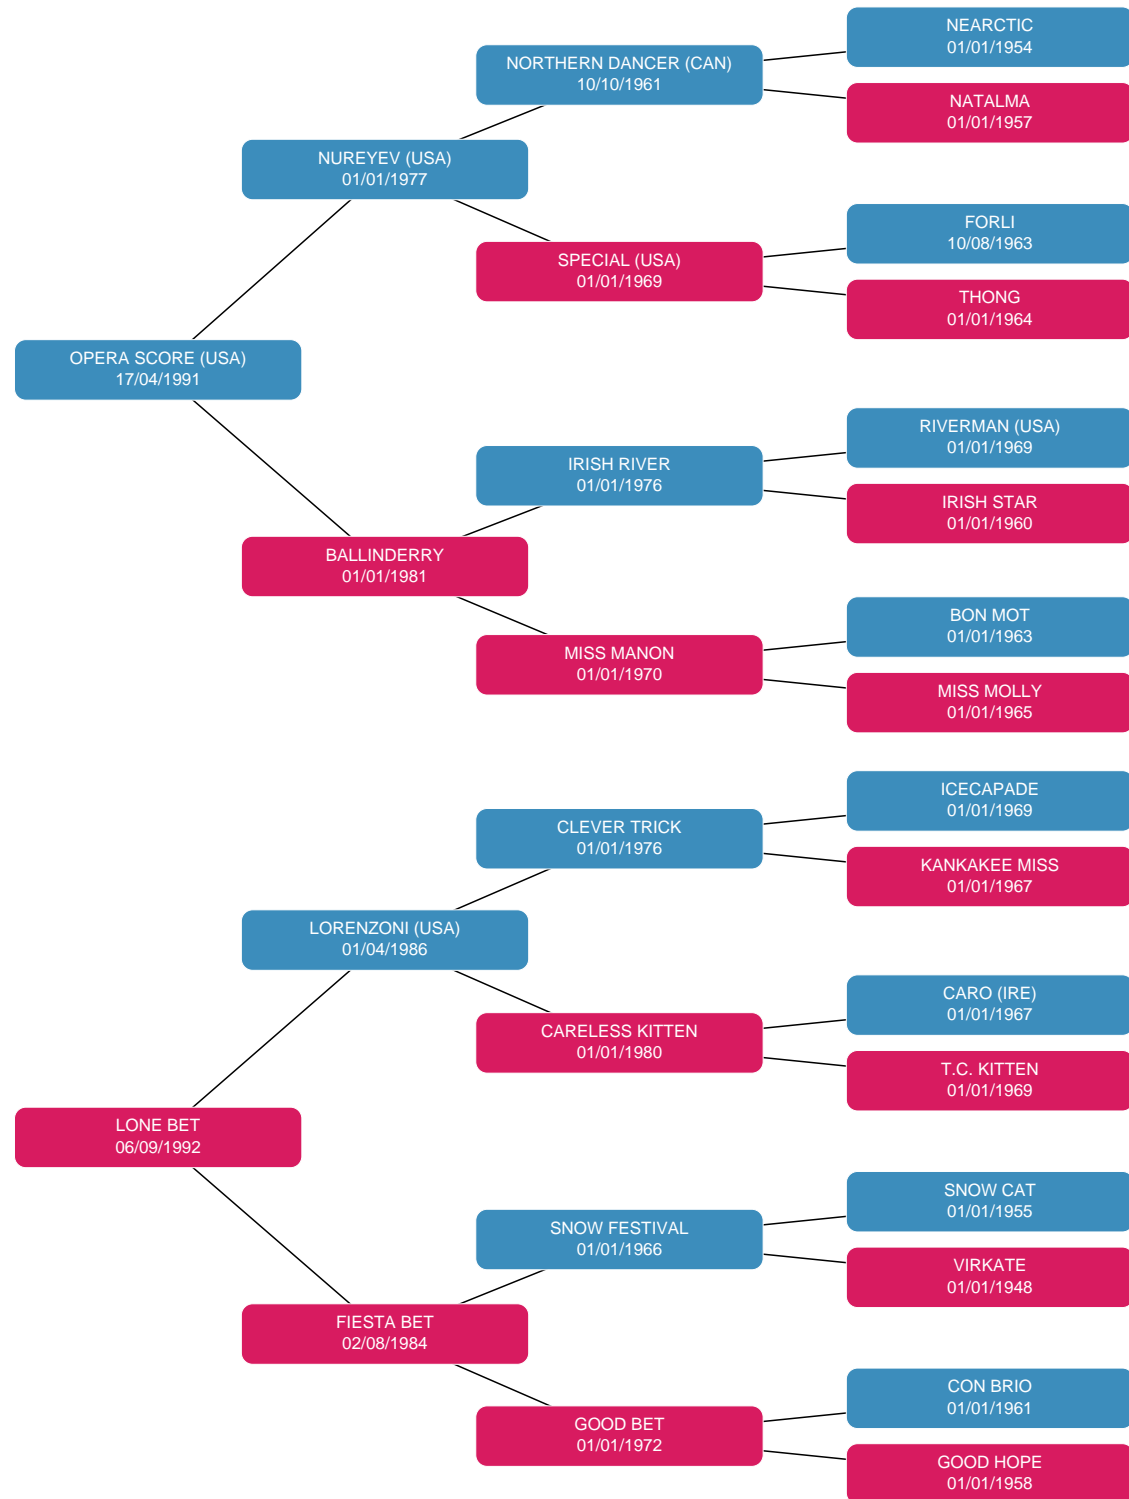 NEARCTIC
01/01/1954
NORTHERN DANCER (CAN)
10/10/1961
NATALMA
01/01/1957
NUREYEV (USA)
01/01/1977
FORLI
10/08/1963
SPECIAL (USA)
01/01/1969
THONG
01/01/1964
OPERA SCORE (USA)
17/04/1991
RIVERMAN (USA)
01/01/1969
IRISH RIVER
01/01/1976
IRISH STAR
01/01/1960
BALLINDERRY
01/01/1981
BON MOT
01/01/1963
MISS MANON
01/01/1970
MISS MOLLY
01/01/1965
ICECAPADE
01/01/1969
CLEVER TRICK
01/01/1976
KANKAKEE MISS
01/01/1967
LORENZONI (USA)
01/04/1986
CARO (IRE)
01/01/1967
CARELESS KITTEN
01/01/1980
T.C. KITTEN
01/01/1969
LONE BET
06/09/1992
SNOW CAT
01/01/1955
SNOW FESTIVAL
01/01/1966
VIRKATE
01/01/1948
FIESTA BET
02/08/1984
CON BRIO
01/01/1961
GOOD BET
01/01/1972
GOOD HOPE
01/01/1958